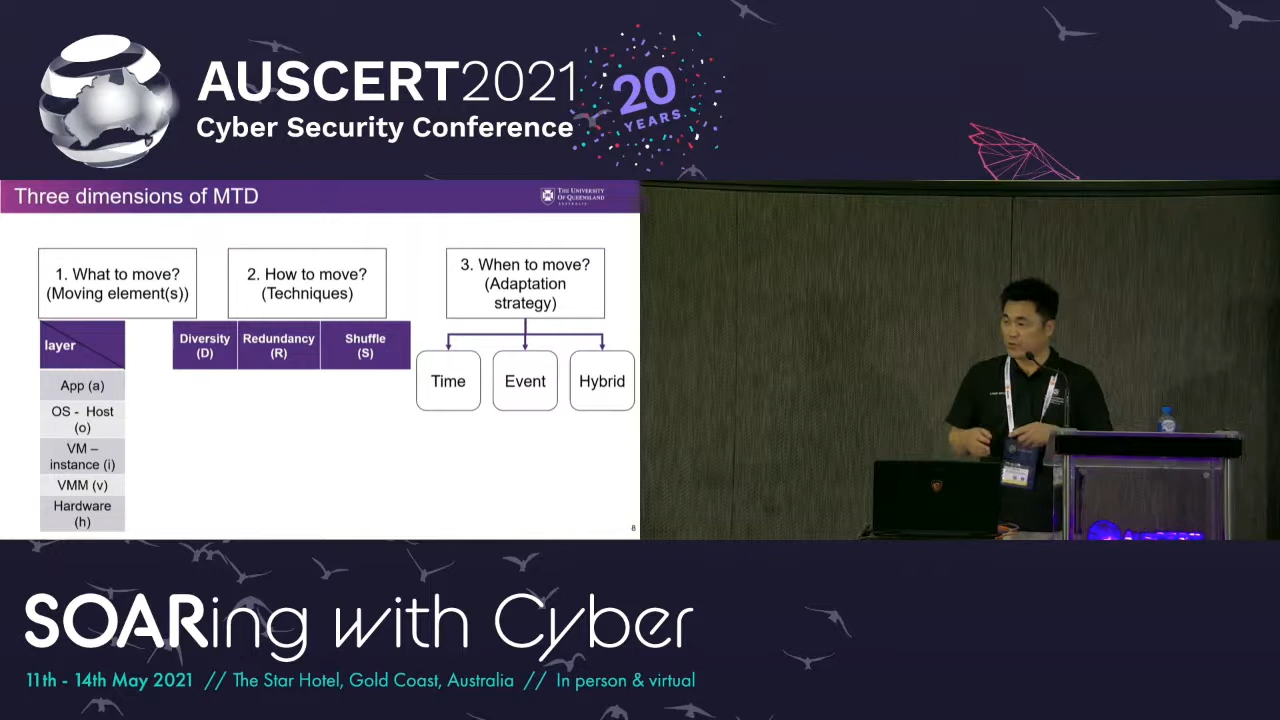 AUSCERT2021
Cyber Security Conference
20
YEARS
Three dimensions of MTD
THE UNIVERSITY
OF QUEENSLAND
AUSTRALIA
1. What to move?
(Moving element(s))
2. How to move?
(Techniques)
3. When to move?
(Adaptation
strategy)
layer
Diversity
(D)
Redundancy
(R)
Shuffle
(S)
Time
Event
Hybrid
App (a)
OS - Host
(o)
VM –
instance (i)
VMM (v)
Hardware
(h)
8
SOARing with Cyber
11th - 14th May 2021 // The Star Hotel, Gold Coast, Australia // In person & virtual